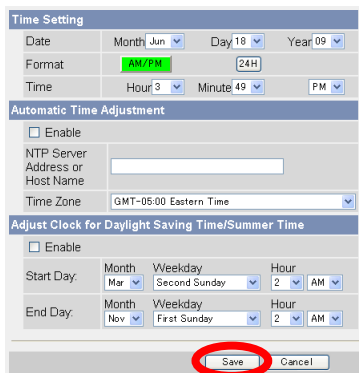 Time Setting
Date Month Jun Day 18 Year 09
Format AM/PM 24H
Time Hour 3 Minute 49 PM
Automatic Time Adjustment
Enable
NTP Server
Address or
Host Name
Time Zone GMT-05:00 Eastern Time
Adjust Clock for Daylight Saving Time/Summer Time
Enable
Month Weekday Hour
Start Day: Mar Second Sunday 2 AM
Month Weekday Hour
End Day: Nov First Sunday 2 AM
Save Cancel